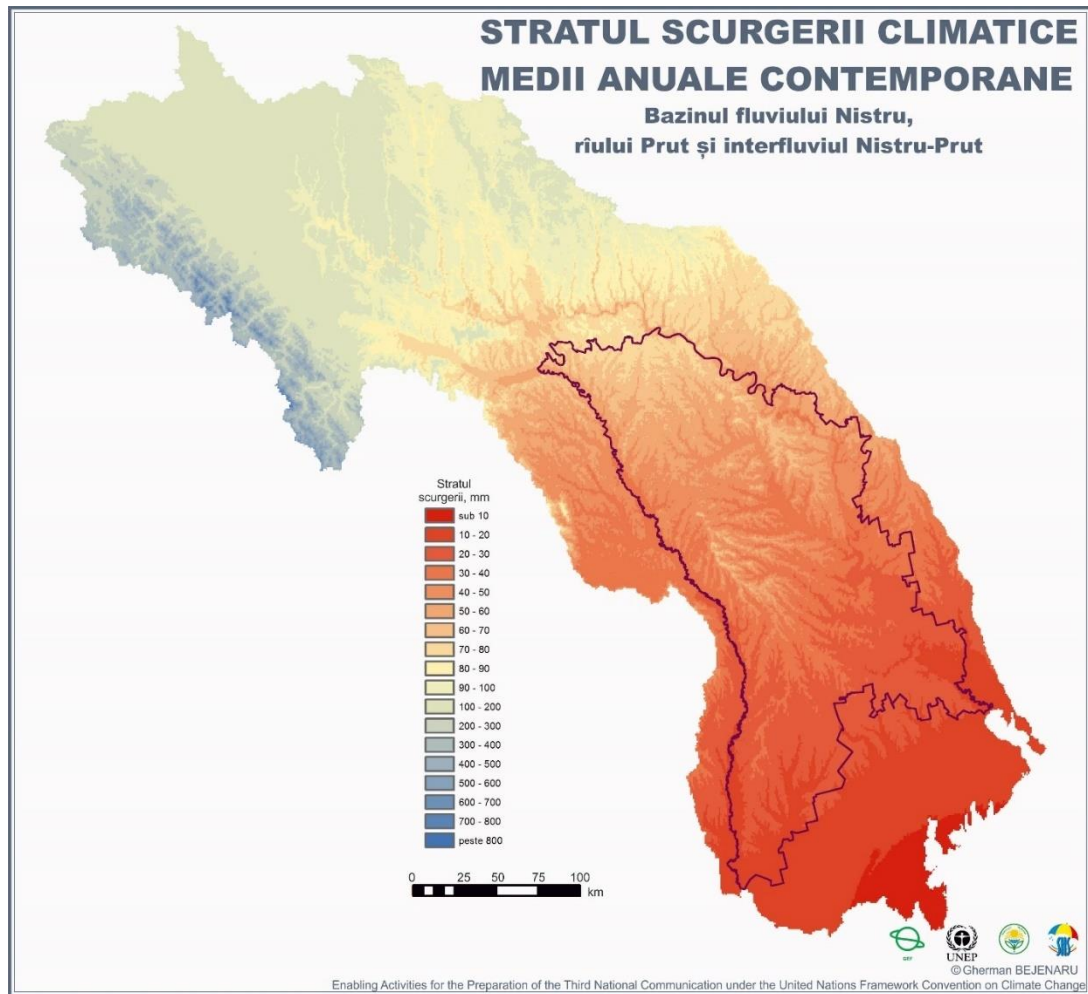 STRATUL SCURGERII CLIMATICE
MEDII ANUALE CONTEMPORANE
Bazinul fluviului Nistru,
rîului Prut și interfluviul Nistru-Prut
Stratul
scurgerii, mm
sub 10
10 - 20
20 - 30
30 - 40
40 - 50
50 - 60
60 - 70
70 - 80
80 - 90
90 - 100
100 - 200
200 - 300
300 - 400
400 - 500
500 - 600
600 - 700
700 - 800
peste 800
0 25 50 75 100
km
GEF
UNEP
© Gherman BEJENARU
Enabling Activities for the Preparation of the Third National Communication under the United Nations Framework Convention on Climate Change